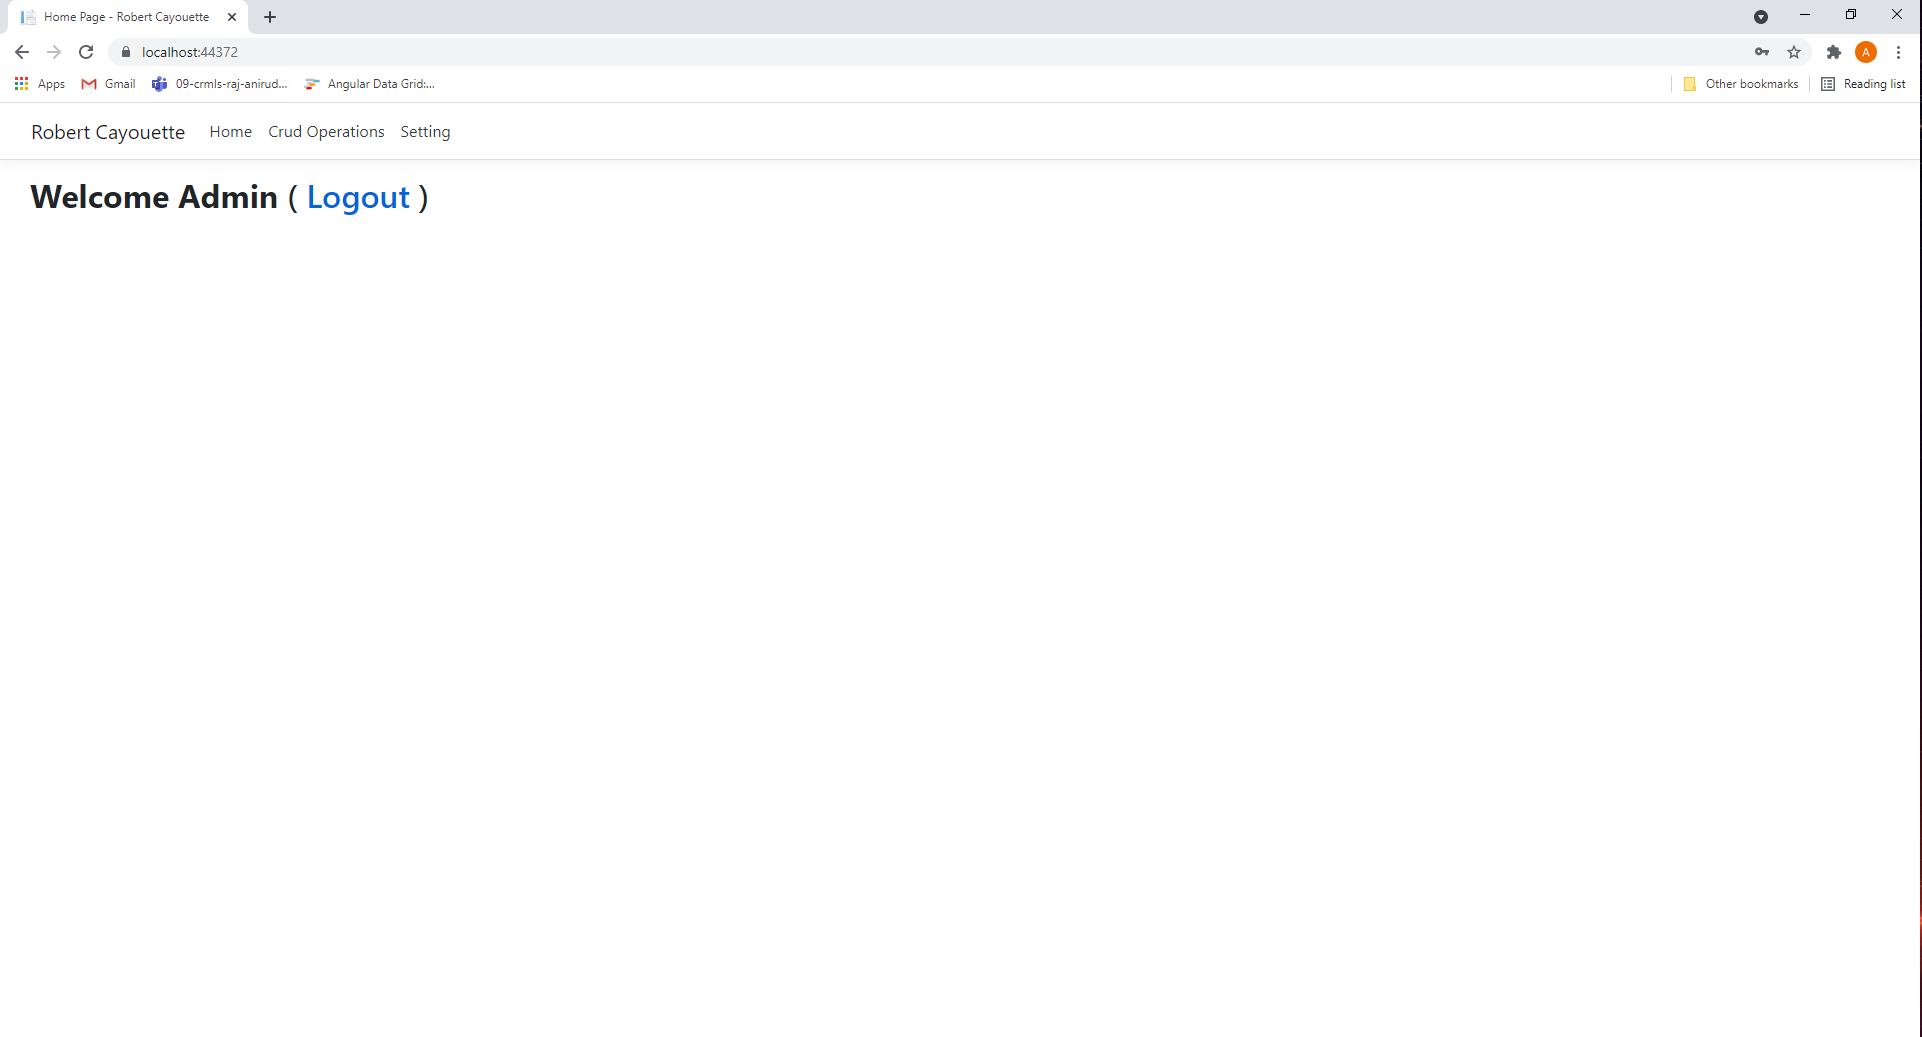 Home Page - Robert Cayouette
localhost:44372
A
Apps Gmail 09-crmls-raj-anirud... Angular Data Grid:... Other bookmarks Reading list
Robert Cayouette Home Crud Operations Setting
Welcome Admin ( Logout )